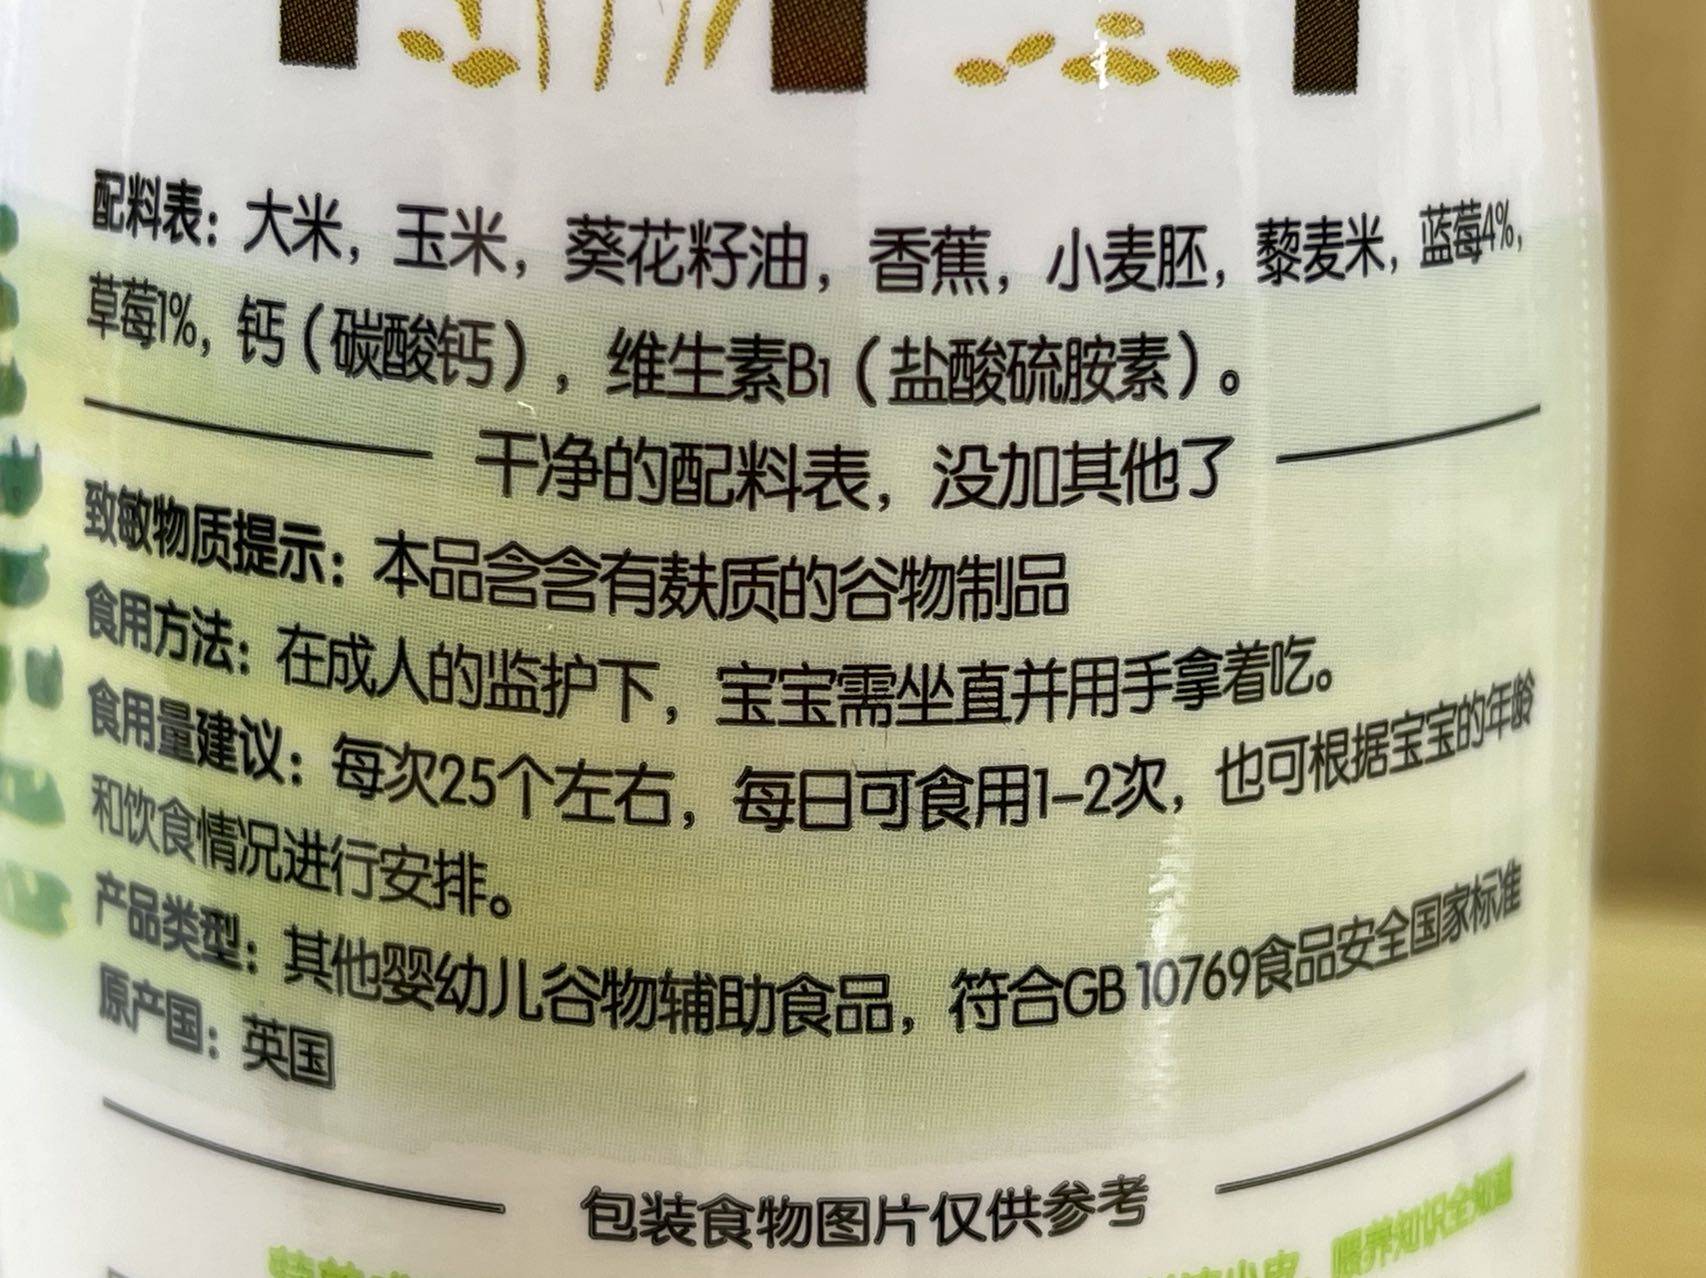 配料表：大米，玉米，葵花籽油，香蕉，小麦胚，藜麦米，蓝莓4%，
草莓1%，钙（碳酸钙），维生素B1（盐酸硫胺素）。
干净的配料表，没加其他了
致敏物质提示：本品含含有麸质的谷物制品
食用方法：在成人的监护下，宝宝需坐直并用手拿着吃。
食用量建议：每次25个左右，每日可食用1-2次，也可根据宝宝的年龄
和饮食情况进行安排。
产品类型：其他婴幼儿谷物辅助食品，符合GB 10769食品安全国家标准
原产国：英国
包装食物图片仅供参考
喂养知识全知道